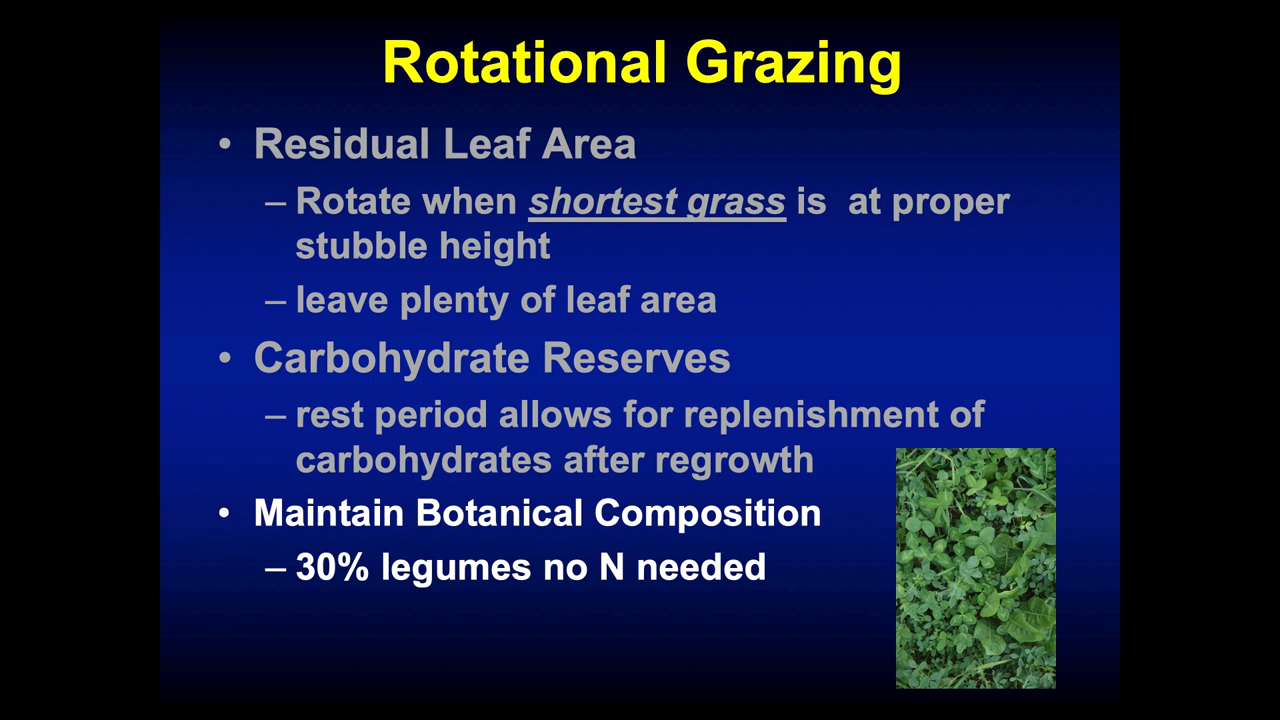 Rotational Grazing
• Residual Leaf Area
– Rotate when shortest grass is at proper
stubble height
– leave plenty of leaf area
• Carbohydrate Reserves
– rest period allows for replenishment of
carbohydrates after regrowth
• Maintain Botanical Composition
– 30% legumes no N needed